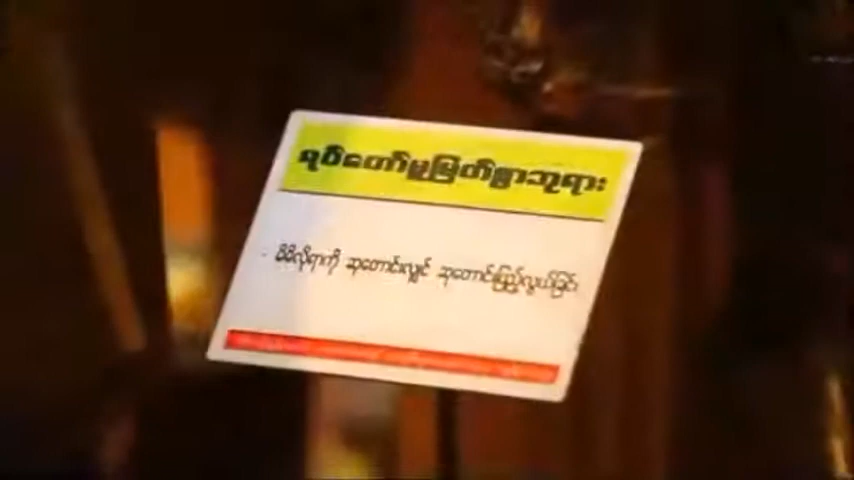 ရုပ်တော်မူမြတ်စွာဘုရား
- မိမိလိုရာကို ဆုတောင်းလျှင် ဆုတောင်းပြည့်လွယ်ခြင်း